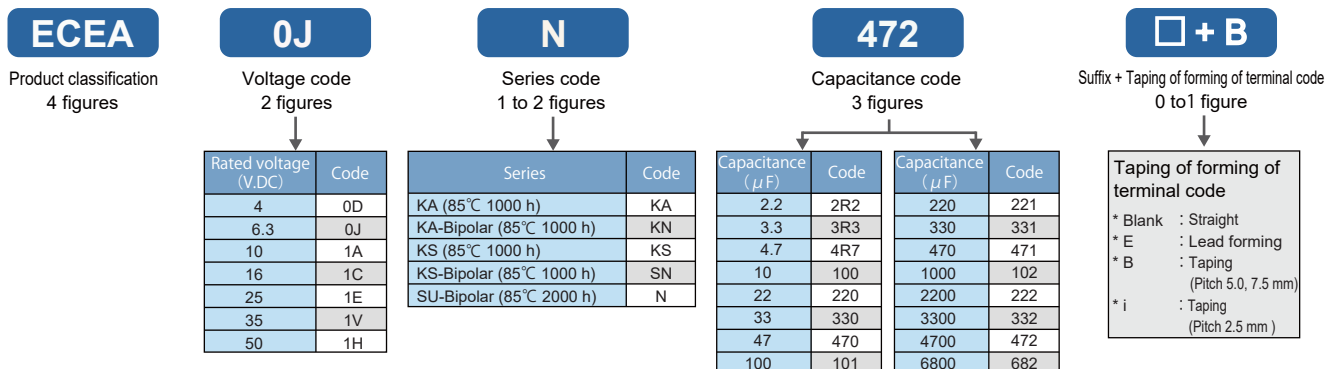 ECEA 0J N 472 □ + B
Product classification Voltage code Series code Capacitance code Suffix + Taping of forming of terminal code
4 figures 2 figures 1 to 2 figures 3 figures 0 to1 figure
Rated voltage (V.DC) Code
4 0D
6.3 0J
10 1A
16 1C
25 1E
35 1V
50 1H
Series Code
KA (85℃ 1000 h) KA
KA-Bipolar (85℃ 1000 h) KN
KS (85℃ 1000 h) KS
KS-Bipolar (85℃ 1000 h) SN
SU-Bipolar (85℃ 2000 h) N
Capacitance (μF) Code
2.2 2R2
3.3 3R3
4.7 4R7
10 100
22 220
33 330
47 470
100 101
Capacitance (μF) Code
220 221
330 331
470 471
1000 102
2200 222
3300 332
4700 472
6800 682
Taping of forming of
terminal code
* Blank : Straight
* E : Lead forming
* B : Taping
(Pitch 5.0, 7.5 mm)
* i : Taping
(Pitch 2.5 mm )